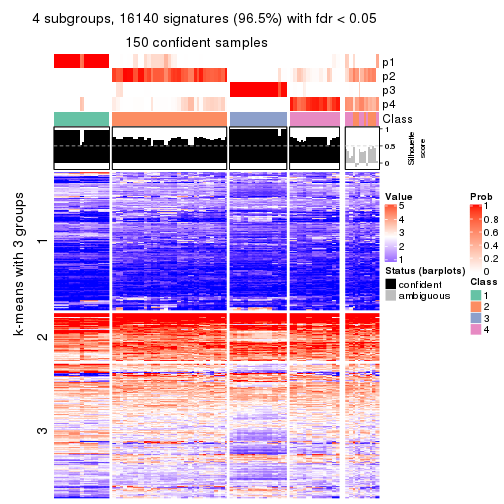 4 subgroups, 16140 signatures (96.5%) with fdr < 0.05
150 confident samples
p1
p2
p3
p4
Class
1
0.5
0
Silhouette
score
k-means with 3 groups
1
2
3
Value
5
4
3
2
1
Status (barplots)
confident
ambiguous
Prob
1
0.8
0.6
0.4
0.2
0
Class
1
2
3
4